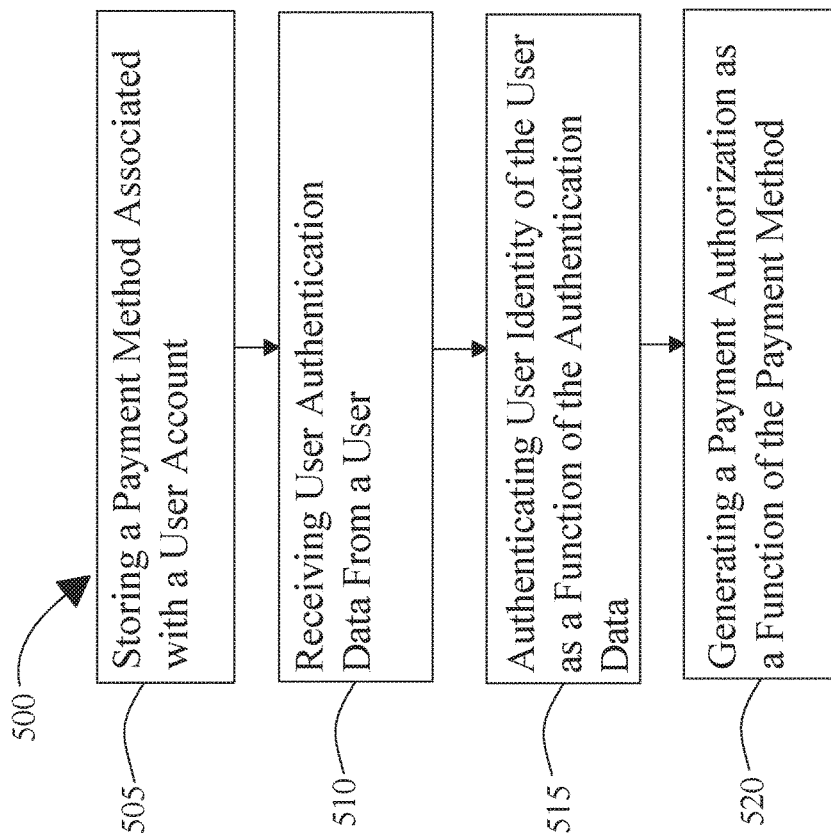 500
505
Storing a Payment Method Associated
with a User Account
510
Receiving User Authentication
Data From a User
515
Authenticating User Identity of the User
as a Function of the Authentication
Data
520
Generating a Payment Authorization as
a Function of the Payment Method